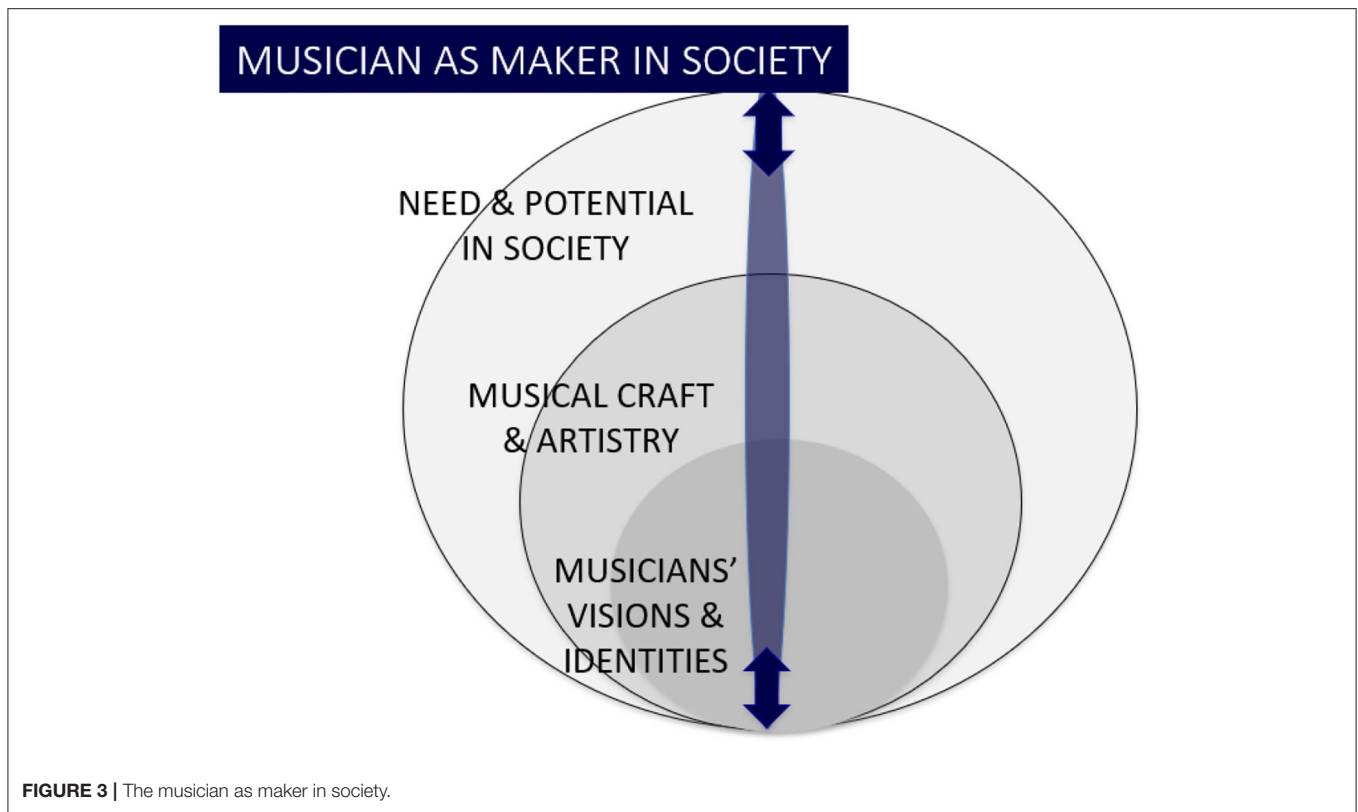 MUSICIAN AS MAKER IN SOCIETY
NEED & POTENTIAL
IN SOCIETY
MUSICAL CRAFT
& ARTISTRY
MUSICIANS’
VISIONS &
IDENTITIES
FIGURE 3 | The musician as maker in society.